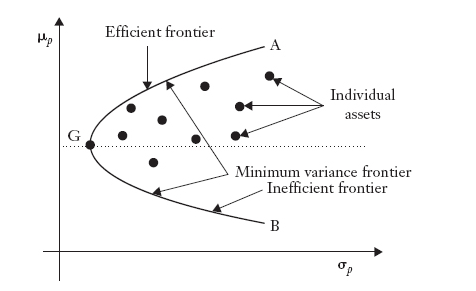 Efficient frontier
μp
A
Individual
assets
G
Minimum variance frontier
Inefficient frontier
B
σp